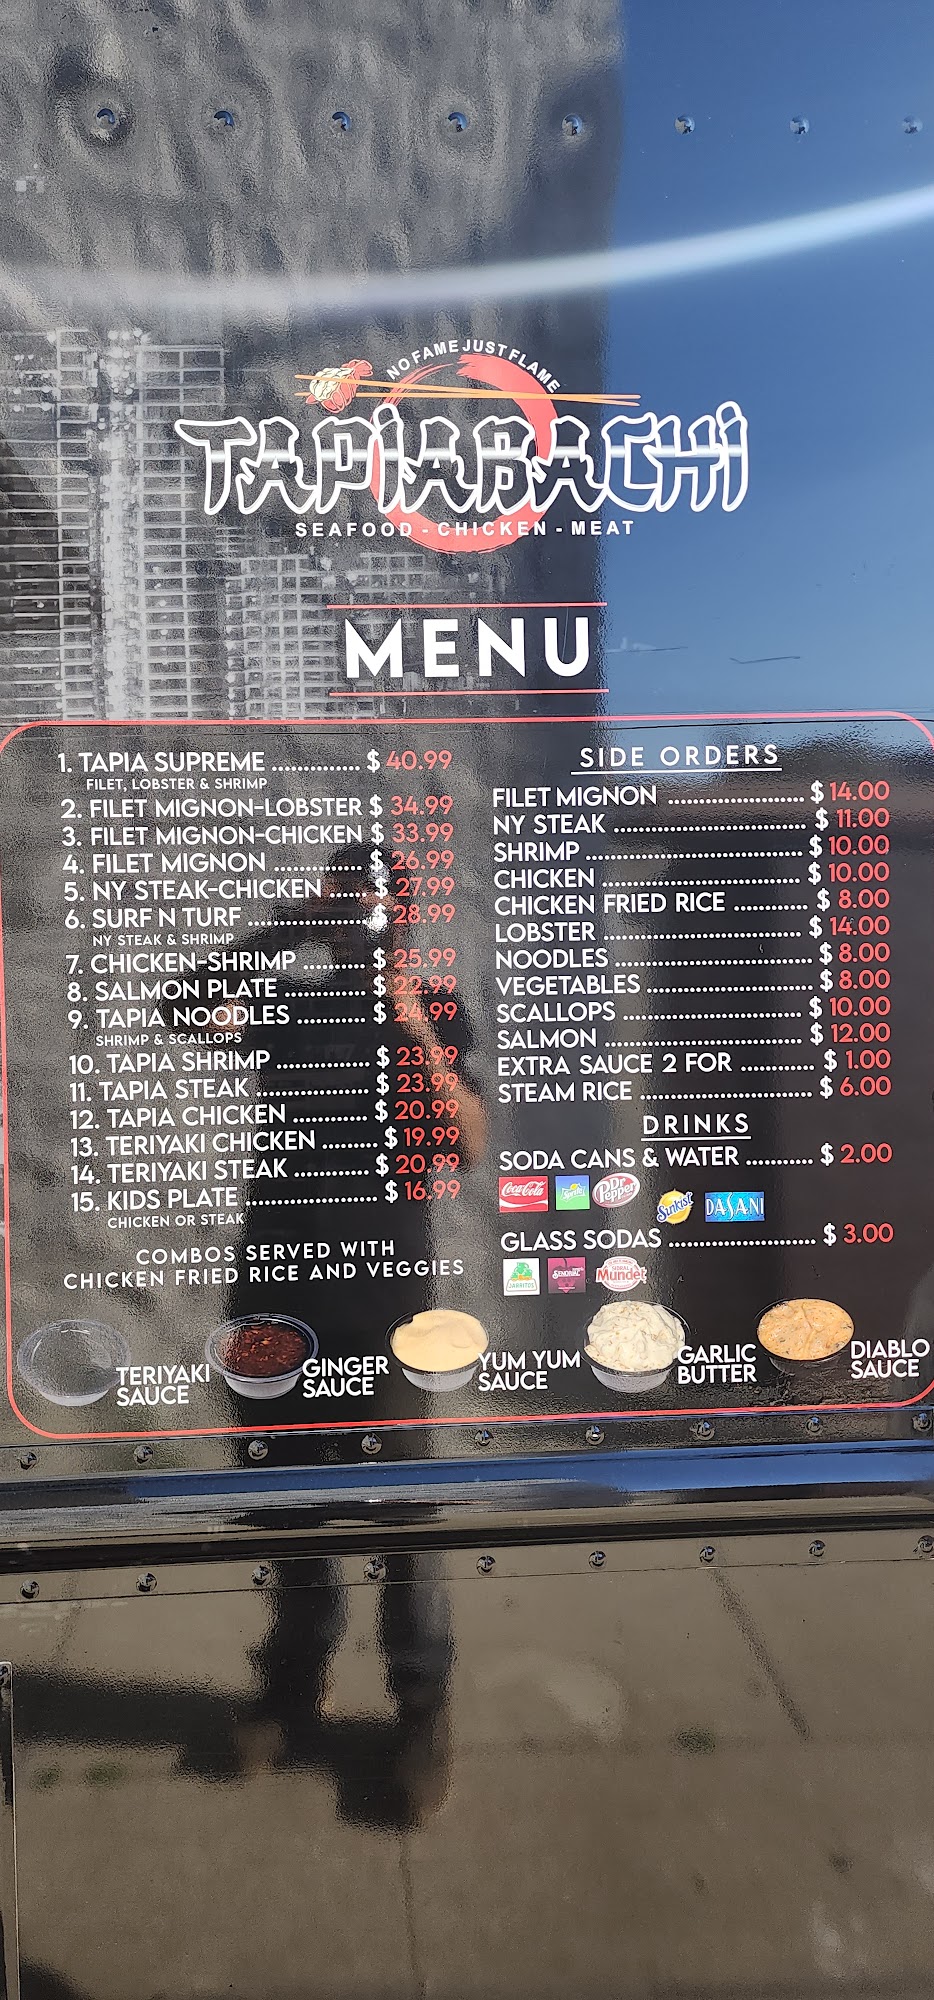 NO FAME JUST FLAME
TAPIABACHI
SEAFOOD - CHICKEN - MEAT
MENU
1. TAPIA SUPREME .............. $ 40.99
FILET, LOBSTER & SHRIMP
2. FILET MIGNON-LOBSTER $ 34.99
3. FILET MIGNON-CHICKEN $ 33.99
4. FILET MIGNON .............. $ 26.99
5. NY STEAK-CHICKEN ........ $ 27.99
6. SURF N TURF .................... $ 28.99
NY STEAK & SHRIMP
7. CHICKEN-SHRIMP .......... $ 25.99
8. SALMON PLATE ............. $ 22.99
9. TAPIA NOODLES ........... $ 24.99
SHRIMP & SCALLOPS
10. TAPIA SHRIMP ............... $ 23.99
11. TAPIA STEAK .................. $ 23.99
12. TAPIA CHICKEN ............ $ 20.99
13. TERIYAKI CHICKEN ......... $ 19.99
14. TERIYAKI STEAK ............ $ 20.99
15. KIDS PLATE ..................... $ 16.99
CHICKEN OR STEAK
COMBOS SERVED WITH
CHICKEN FRIED RICE AND VEGGIES
SIDE ORDERS
FILET MIGNON ...................... $ 14.00
NY STEAK ............................... $ 11.00
SHRIMP ................................... $ 10.00
CHICKEN ................................ $ 10.00
CHICKEN FRIED RICE ............ $ 8.00
LOBSTER ................................ $ 14.00
NOODLES ................................ $ 8.00
VEGETABLES ........................... $ 8.00
SCALLOPS ............................. $ 10.00
SALMON ................................ $ 12.00
EXTRA SAUCE 2 FOR ............ $ 1.00
STEAM RICE ............................ $ 6.00
DRINKS
SODA CANS & WATER ........... $ 2.00
Coca-Cola
Sprite
Dr Pepper
Sunkist
DASANI
GLASS SODAS ........................ $ 3.00
JARRITOS
SENORIAL
SIDRAL
Mundet
TERIYAKI
SAUCE
GINGER
SAUCE
YUM YUM
SAUCE
GARLIC
BUTTER
DIABLO
SAUCE